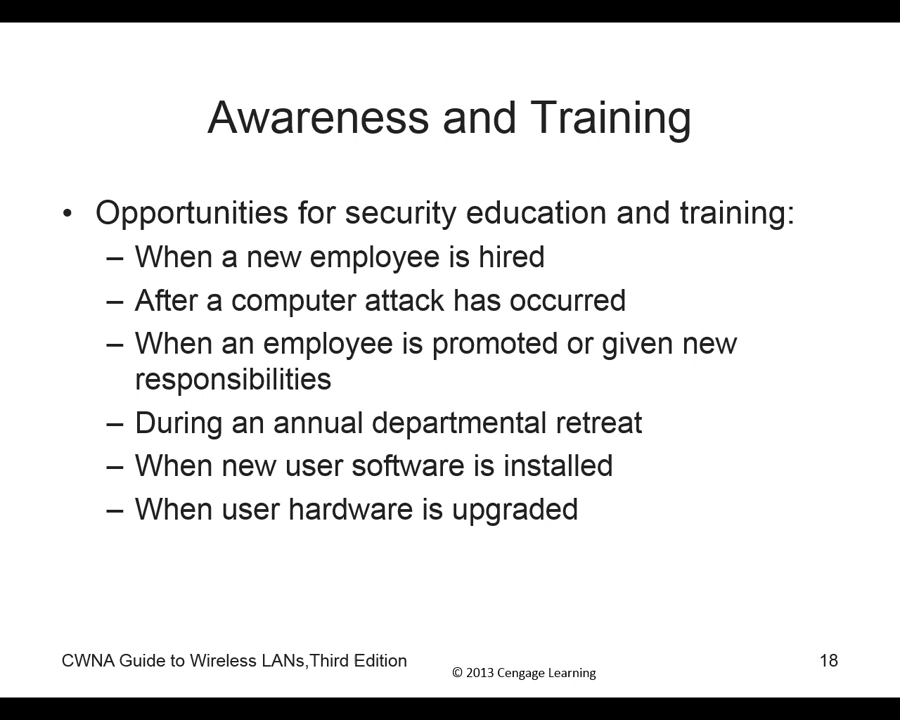 Awareness and Training
• Opportunities for security education and training:
– When a new employee is hired
– After a computer attack has occurred
– When an employee is promoted or given new
responsibilities
– During an annual departmental retreat
– When new user software is installed
– When user hardware is upgraded
CWNA Guide to Wireless LANs,Third Edition
© 2013 Cengage Learning
18